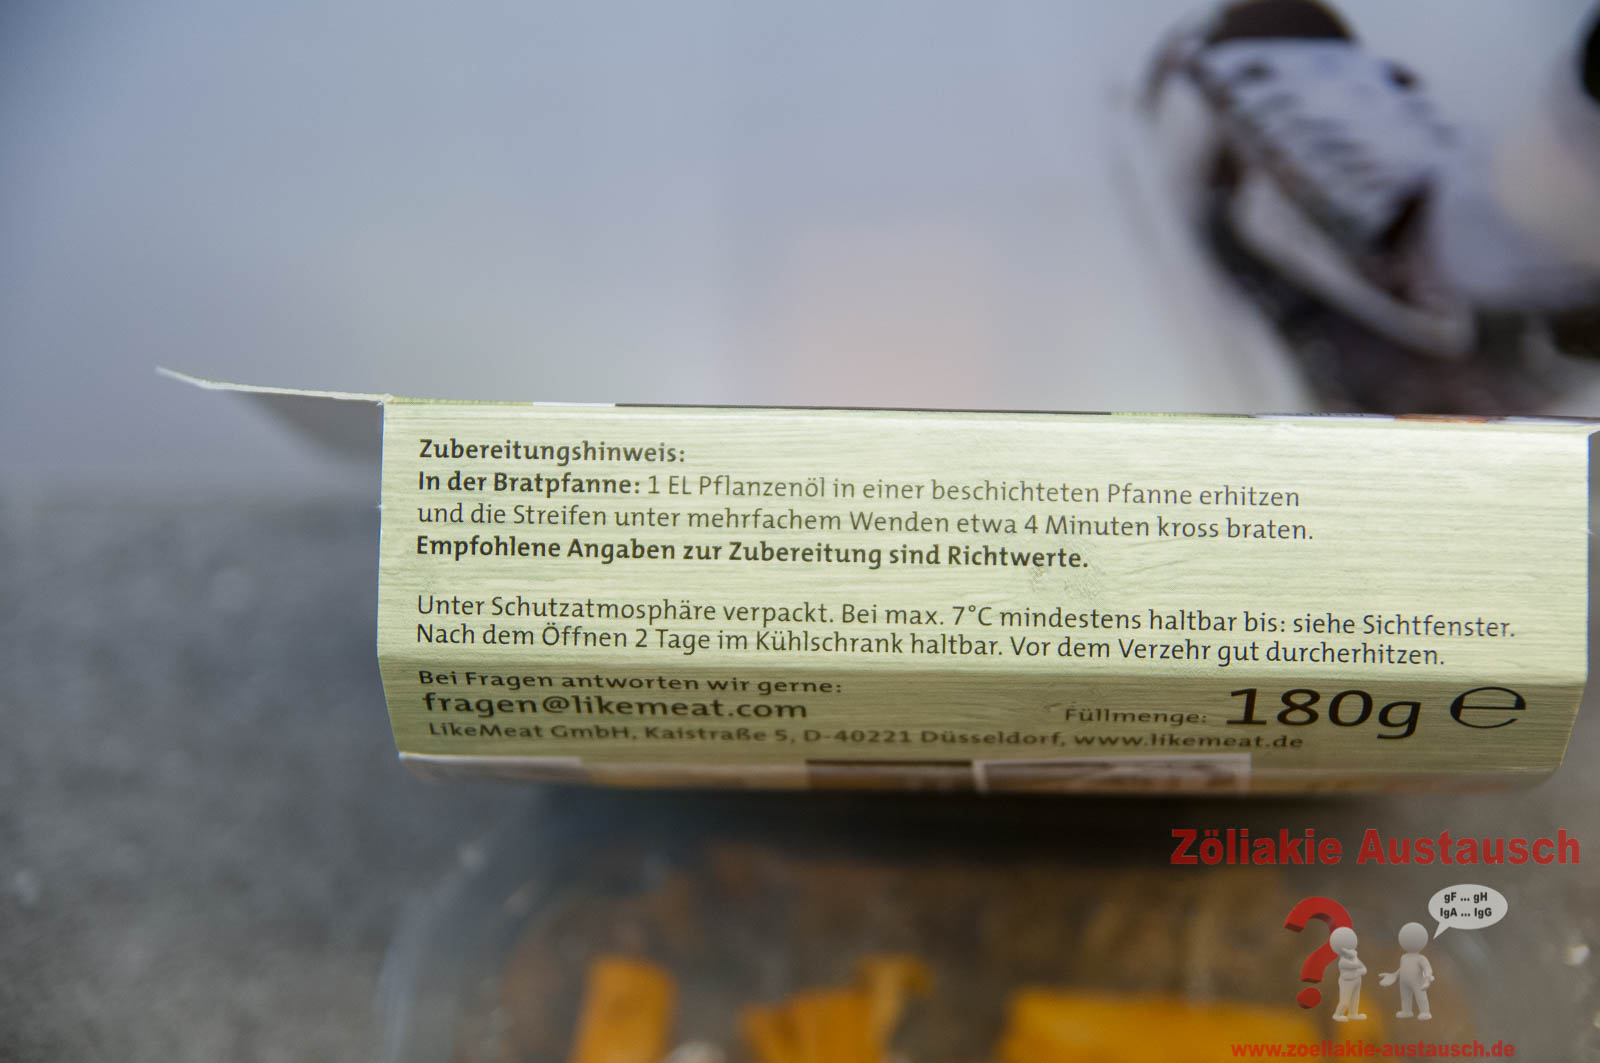 Zubereitungshinweis:
In der Bratpfanne: 1 EL Pflanzenöl in einer beschichteten Pfanne erhitzen
und die Streifen unter mehrfachem Wenden etwa 4 Minuten kross braten.
Empfohlene Angaben zur Zubereitung sind Richtwerte.
Unter Schutzatmosphäre verpackt. Bei max. 7°C mindestens haltbar bis: siehe Sichtfenster.
Nach dem Öffnen 2 Tage im Kühlschrank haltbar. Vor dem Verzehr gut durcherhitzen.
Bei Fragen antworten wir gerne:
fragen@likemeat.com
Füllmenge: 180g ℮
LikeMeat GmbH, Kaistraße 5, D-40221 Düsseldorf, www.likemeat.de
Zöliakie Austausch
gF ... gH
IgA ... IgG
?
www.zoeliakie-austausch.de